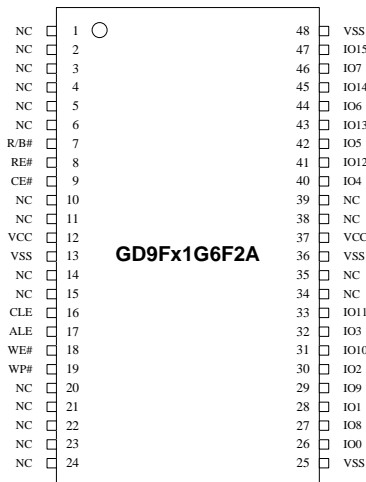 NC 1 48 VSS
NC 2 47 IO15
NC 3 46 IO7
NC 4 45 IO14
NC 5 44 IO6
NC 6 43 IO13
R/B# 7 42 IO5
RE# 8 41 IO12
CE# 9 40 IO4
NC 10 39 NC
NC 11 38 NC
VCC 12 37 VCC
VSS 13 GD9Fx1G6F2A 36 VSS
NC 14 35 NC
NC 15 34 NC
CLE 16 33 IO11
ALE 17 32 IO3
WE# 18 31 IO10
WP# 19 30 IO2
NC 20 29 IO9
NC 21 28 IO1
NC 22 27 IO8
NC 23 26 IO0
NC 24 25 VSS